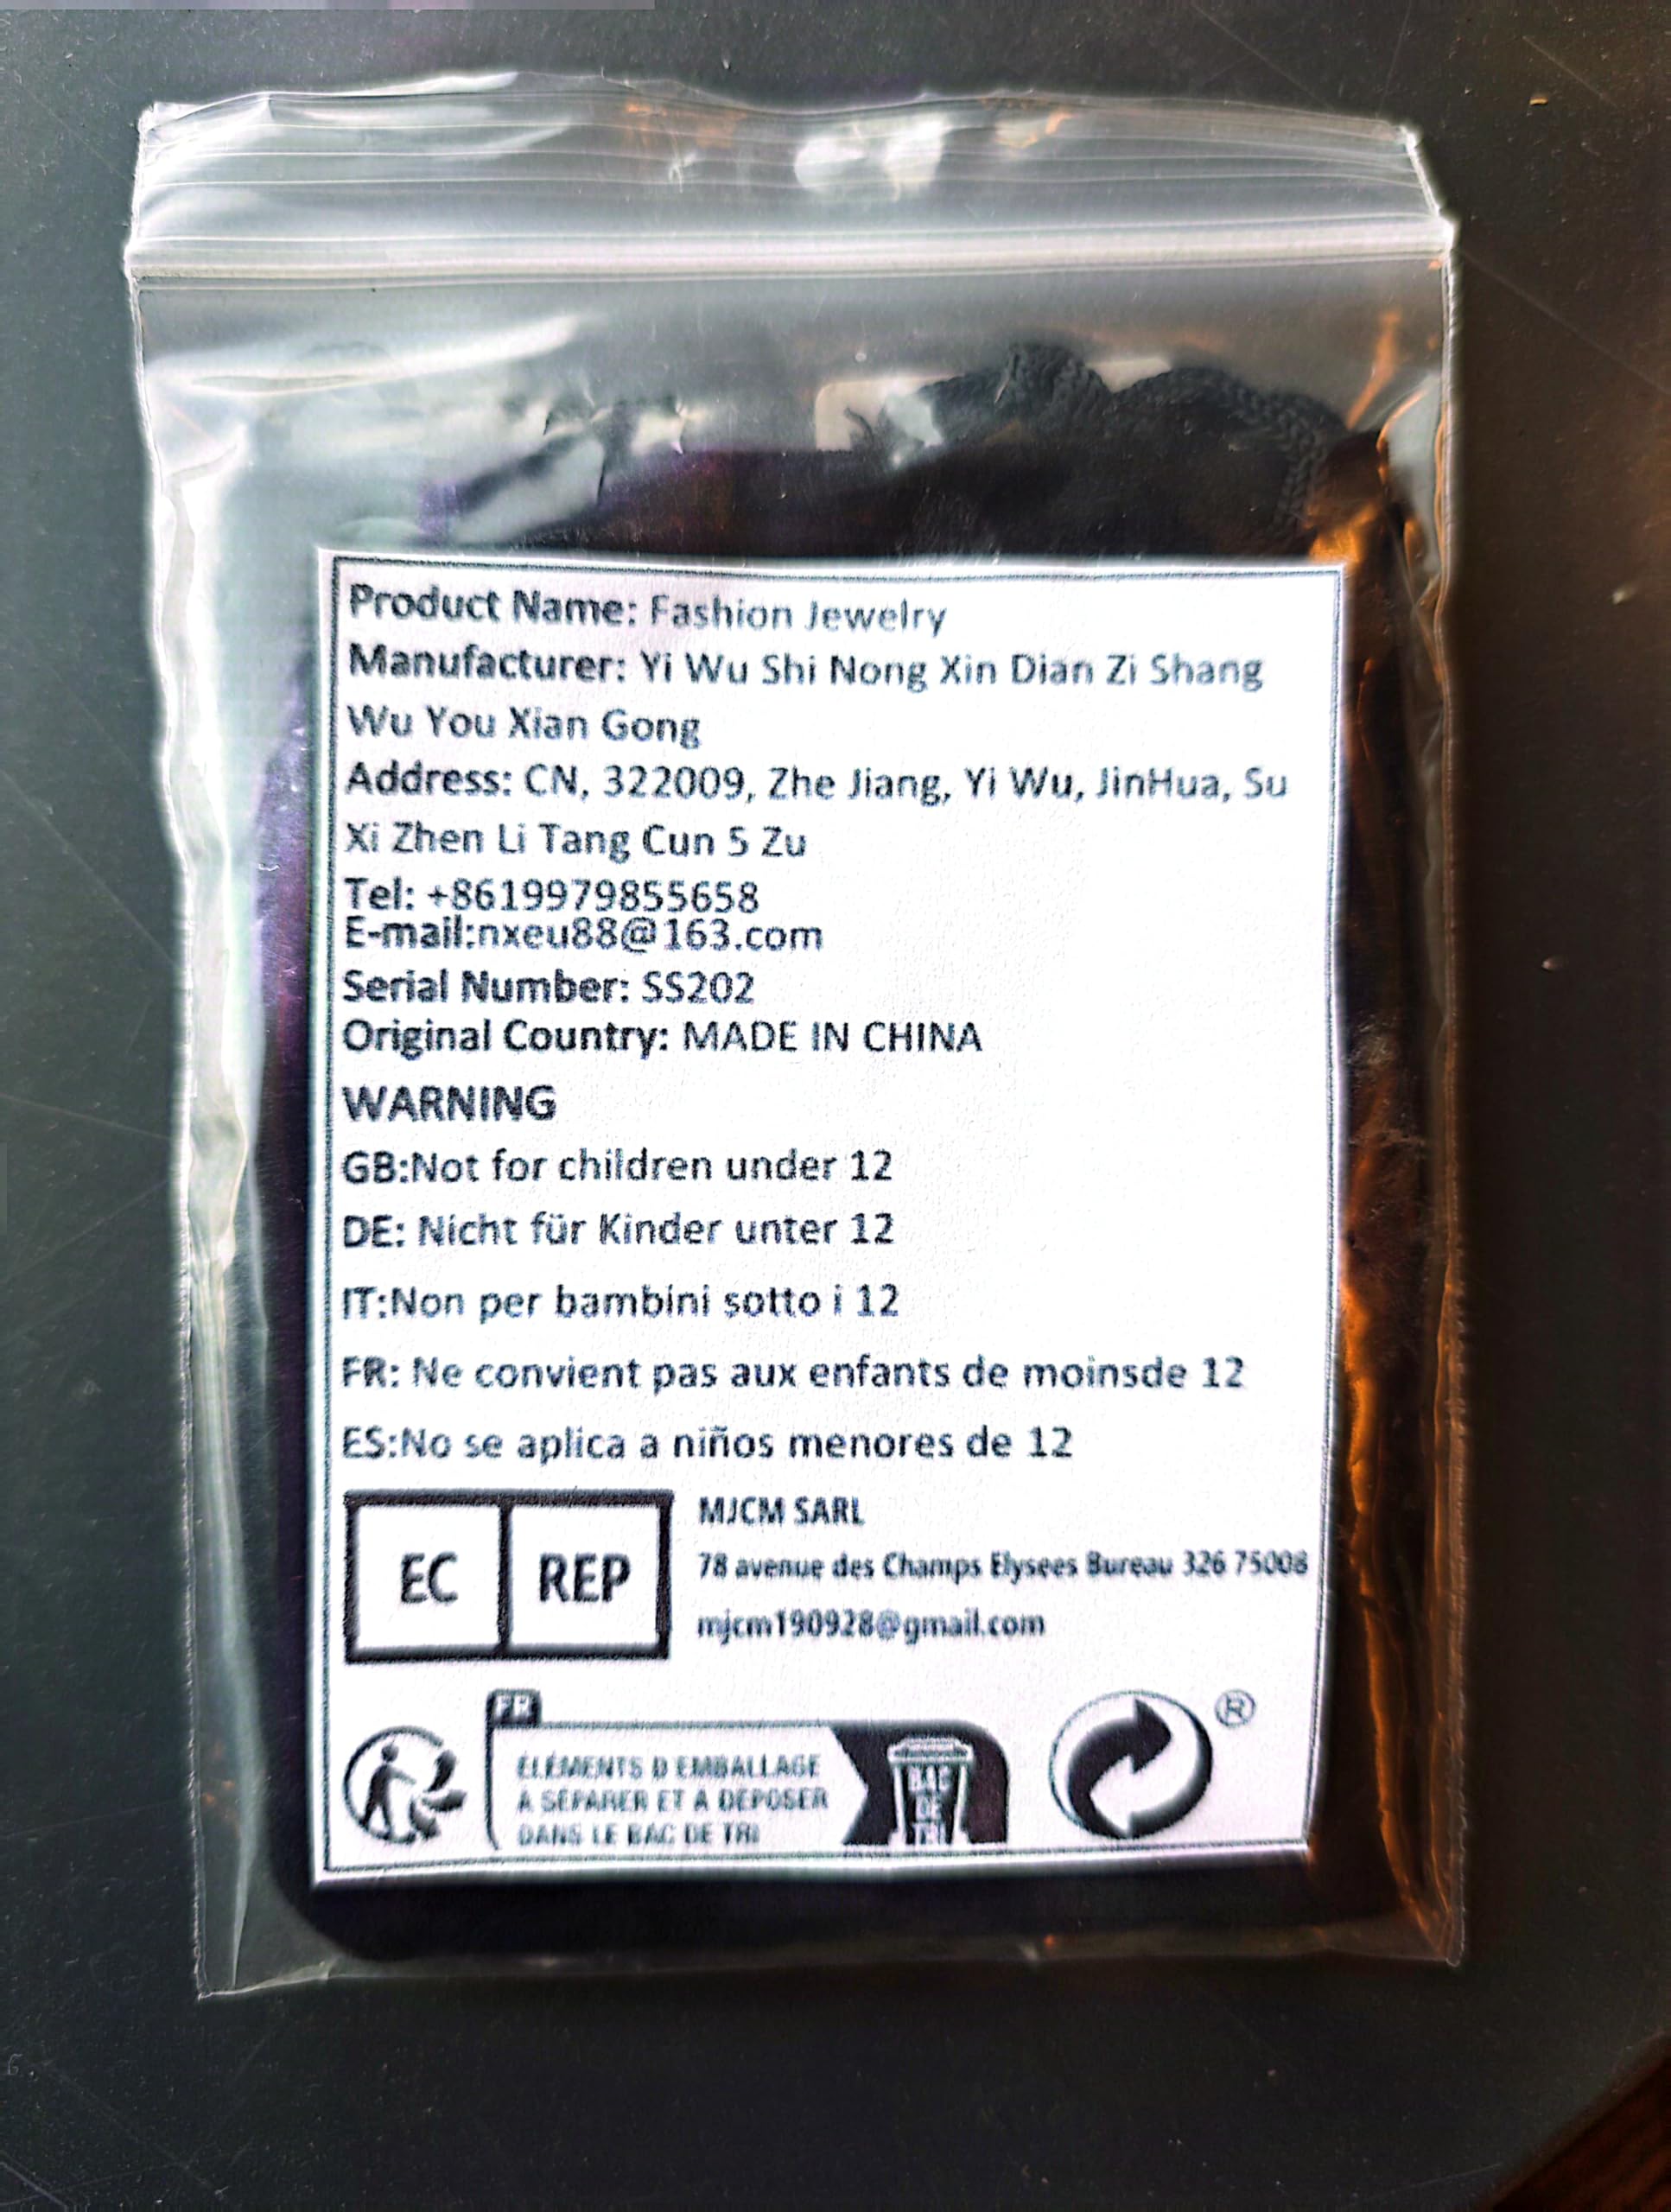 Product Name: Fashion Jewelry
Manufacturer: Yi Wu Shi Nong Xin Dian Zi Shang
Wu You Xian Gong
Address: CN, 322009, Zhe Jiang, Yi Wu, JinHua, Su
Xi Zhen Li Tang Cun 5 Zu
Tel: +8619979855658
E-mail:nxeu88@163.com
Serial Number: SS202
Original Country: MADE IN CHINA
WARNING
GB:Not for children under 12
DE: Nicht für Kinder unter 12
IT:Non per bambini sotto i 12
FR: Ne convient pas aux enfants de moinsde 12
ES:No se aplica a niños menores de 12
EC REP
MJCM SARL
78 avenue des Champs Elysees Bureau 326 75008
mjcm190928@gmail.com
FR
ÉLÉMENTS D'EMBALLAGE
À SÉPARER ET À DÉPOSER
DANS LE BAC DE TRI
BAC
DE
®